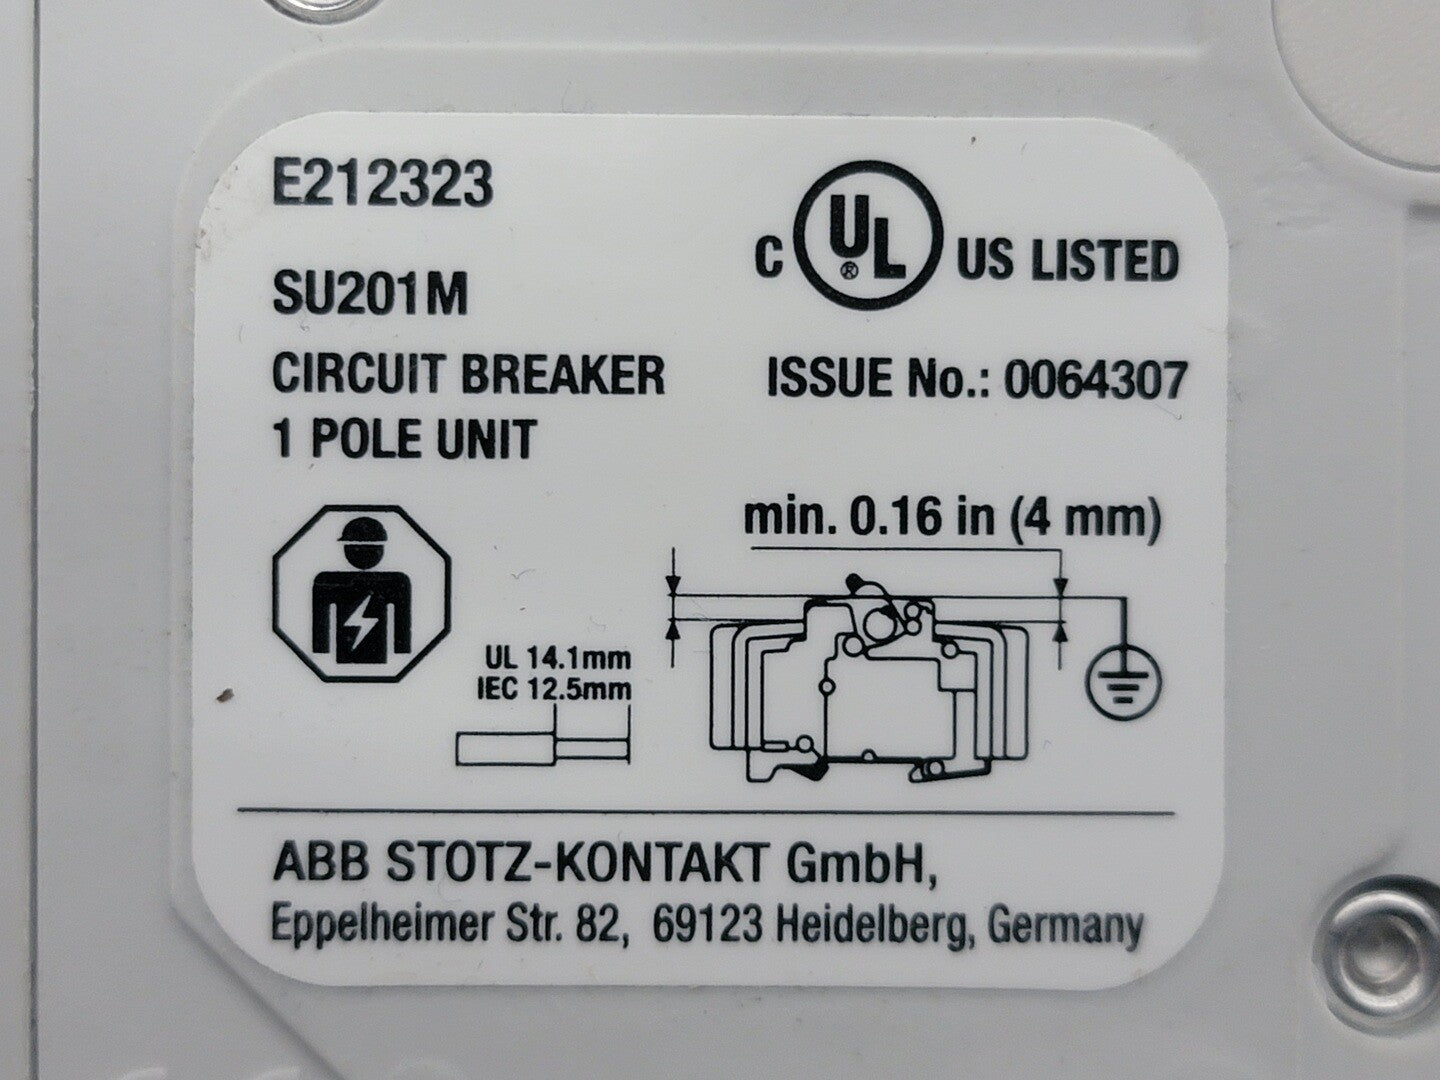 E212323
C UL® US LISTED
SU201M
CIRCUIT BREAKER
ISSUE No.: 0064307
1 POLE UNIT
min. 0.16 in (4 mm)
UL 14.1mm
IEC 12.5mm
ABB STOTZ-KONTAKT GmbH,
Eppelheimer Str. 82, 69123 Heidelberg, Germany